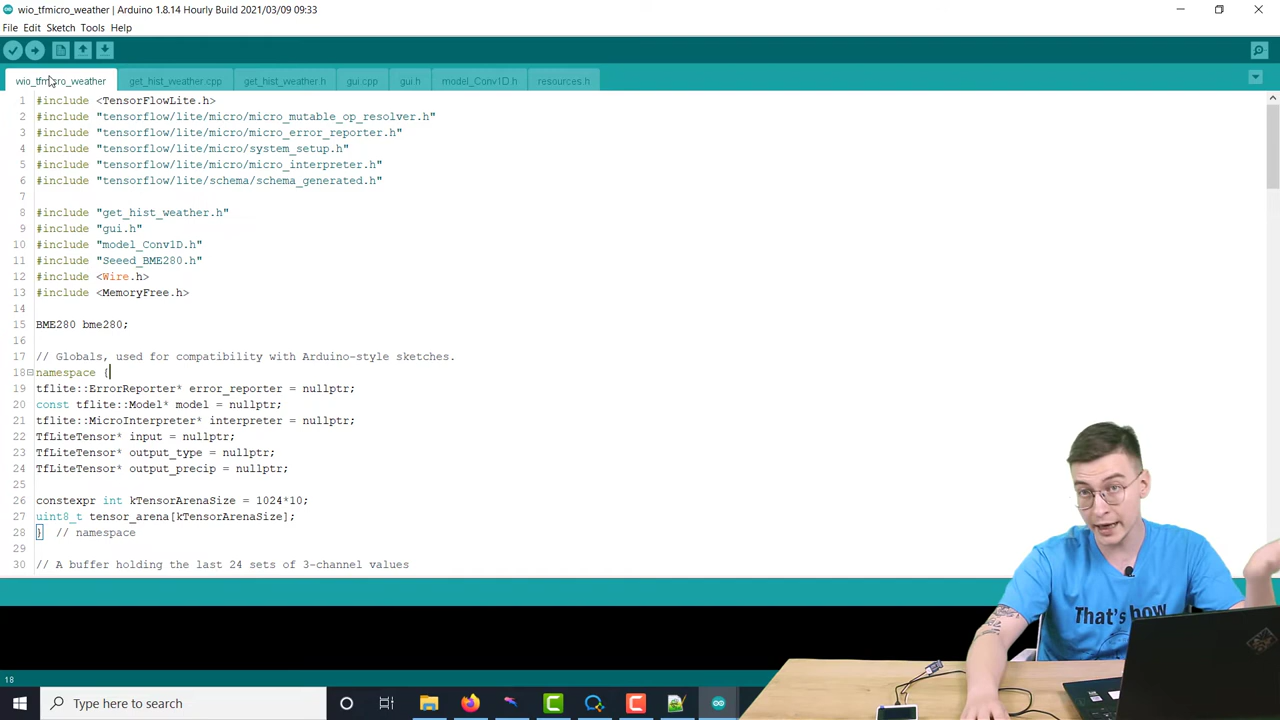 wio_tfmicro_weather | Arduino 1.8.14 Hourly Build 2021/03/09 09:33
File Edit Sketch Tools Help
wio_tfmicro_weather get_hist_weather.cpp get_hist_weather.h gui.cpp gui.h model_Conv1D.h resources.h
1 #include <TensorFlowLite.h>
2 #include "tensorflow/lite/micro/micro_mutable_op_resolver.h"
3 #include "tensorflow/lite/micro/micro_error_reporter.h"
4 #include "tensorflow/lite/micro/system_setup.h"
5 #include "tensorflow/lite/micro/micro_interpreter.h"
6 #include "tensorflow/lite/schema/schema_generated.h"
7
8 #include "get_hist_weather.h"
9 #include "gui.h"
10 #include "model_Conv1D.h"
11 #include "Seeed_BME280.h"
12 #include <Wire.h>
13 #include <MemoryFree.h>
14
15 BME280 bme280;
16
17 // Globals, used for compatibility with Arduino-style sketches.
18 namespace {
19 tflite::ErrorReporter* error_reporter = nullptr;
20 const tflite::Model* model = nullptr;
21 tflite::MicroInterpreter* interpreter = nullptr;
22 TfLiteTensor* input = nullptr;
23 TfLiteTensor* output_type = nullptr;
24 TfLiteTensor* output_precip = nullptr;
25
26 constexpr int kTensorArenaSize = 1024*10;
27 uint8_t tensor_arena[kTensorArenaSize];
28 } // namespace
29
30 // A buffer holding the last 24 sets of 3-channel values
That's how
18
Type here to search